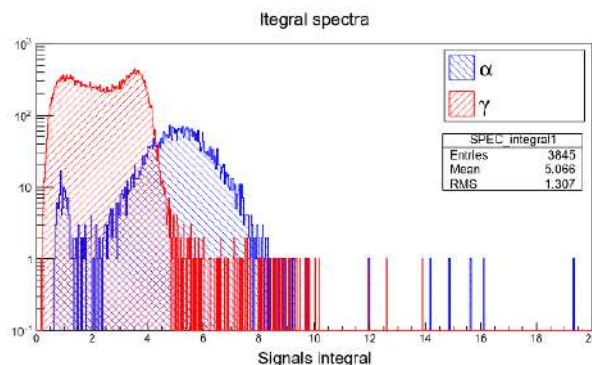 Itegral spectra
10³
10²
10
1
10⁻¹
α
γ
SPEC_integral1
Entries 3845
Mean 5.066
RMS 1.307
0 2 4 6 8 10 12 14 16 18 20
Signals integral